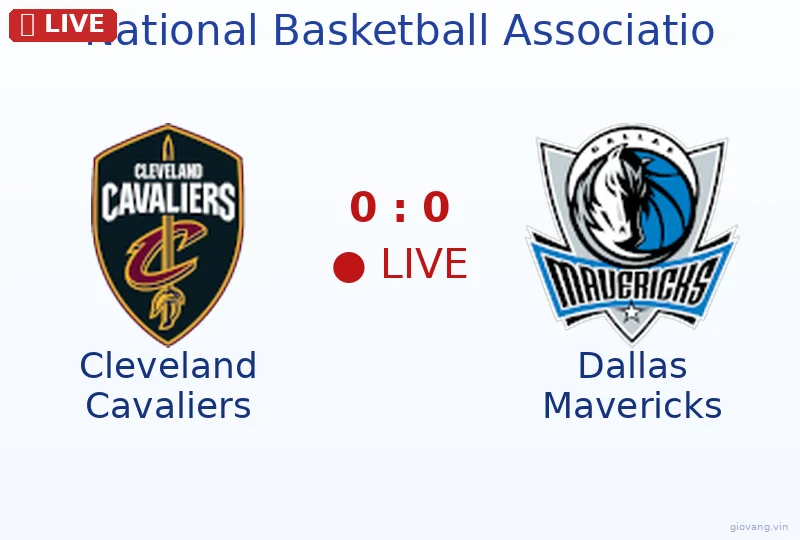 LIVE
National Basketball Associatio
CLEVELAND
CAVALIERS
C
DALLAS
MAVERICKS
0 : 0
● LIVE
Cleveland
Cavaliers
Dallas
Mavericks
giovang.vin